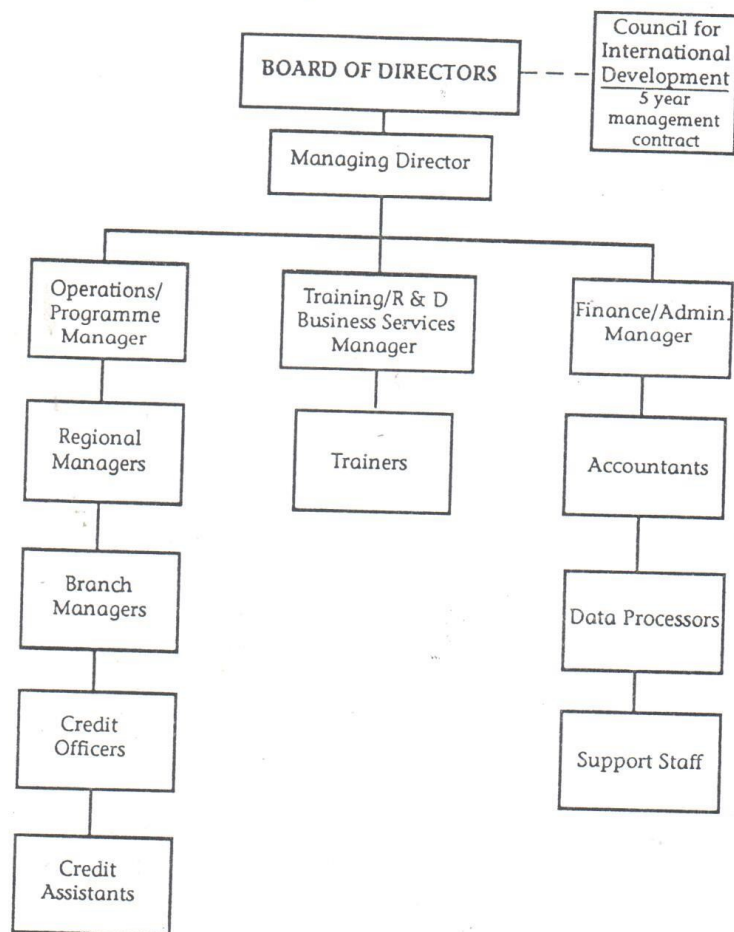 BOARD OF DIRECTORS
Council for
International
Development
5 year
management
contract
Managing Director
Operations/
Programme
Manager
Training/R & D
Business Services
Manager
Finance/Admin.
Manager
Regional
Managers
Trainers
Accountants
Branch
Managers
Data Processors
Credit
Officers
Support Staff
Credit
Assistants